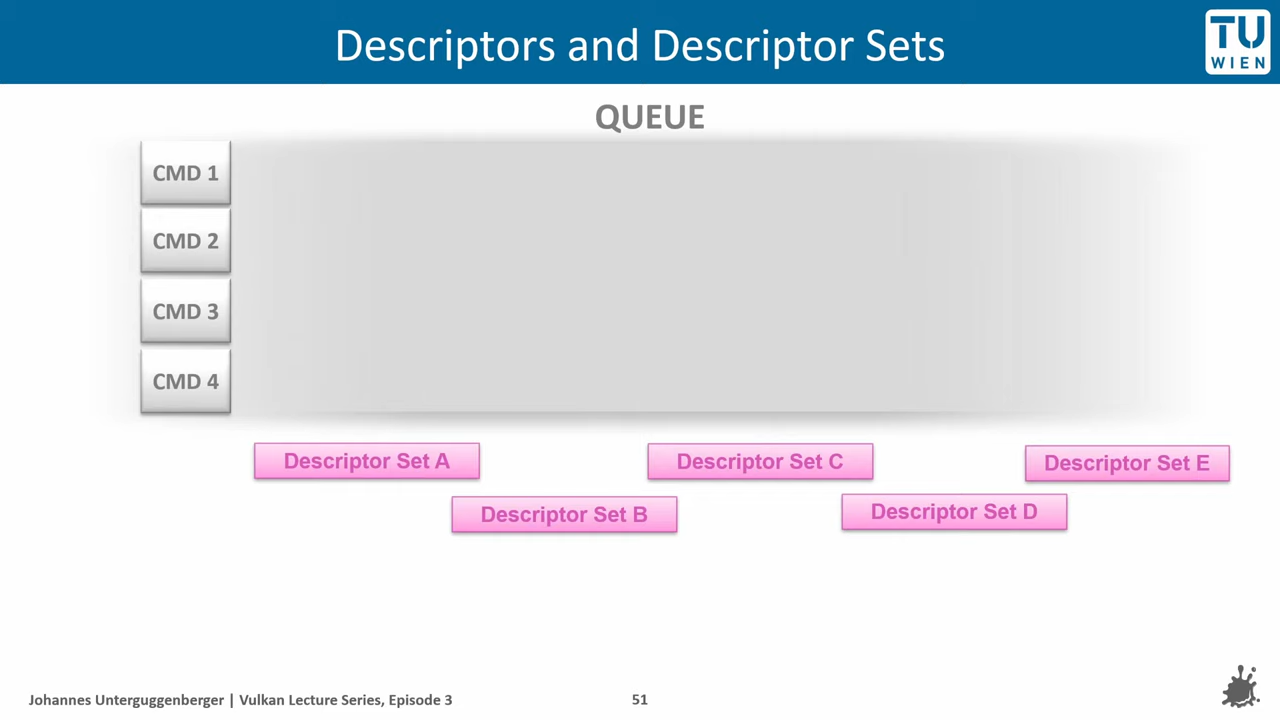 Descriptors and Descriptor Sets
TU
WIEN
QUEUE
CMD 1
CMD 2
CMD 3
CMD 4
Descriptor Set A
Descriptor Set C
Descriptor Set E
Descriptor Set B
Descriptor Set D
Johannes Unterguggenberger | Vulkan Lecture Series, Episode 3
51